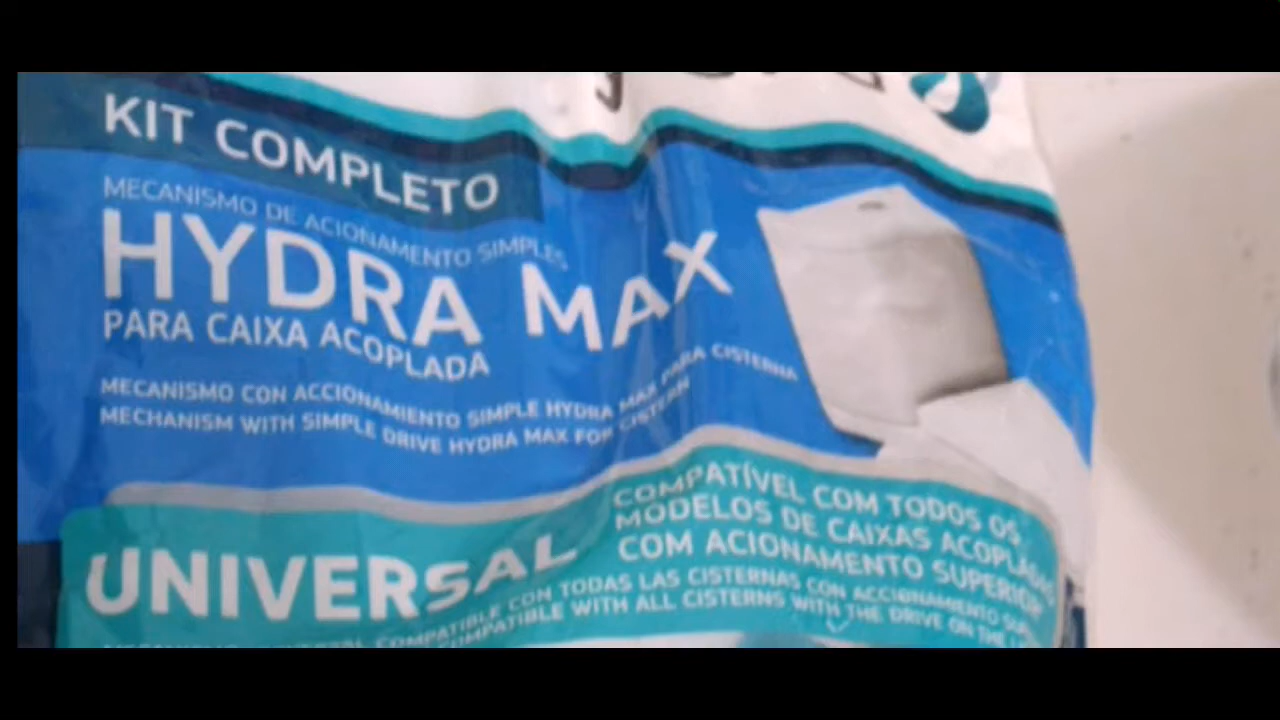 KIT COMPLETO
MECANISMO DE ACIONAMENTO SIMPLES
HYDRA MAX
PARA CAIXA ACOPLADA
MECANISMO CON ACCIONAMIENTO SIMPLE HYDRA MAX PARA CISTERNA
MECHANISM WITH SIMPLE DRIVE HYDRA MAX FOR CISTERN
UNIVERSAL
COMPATÍVEL COM TODOS OS
MODELOS DE CAIXAS ACOPLADAS
COM ACIONAMENTO SUPERIOR
COMPATIBLE CON TODAS LAS CISTERNAS CON ACCIONAMIENTO
COMPATIBLE WITH ALL CISTERNS WITH THE DRIVE ON THE